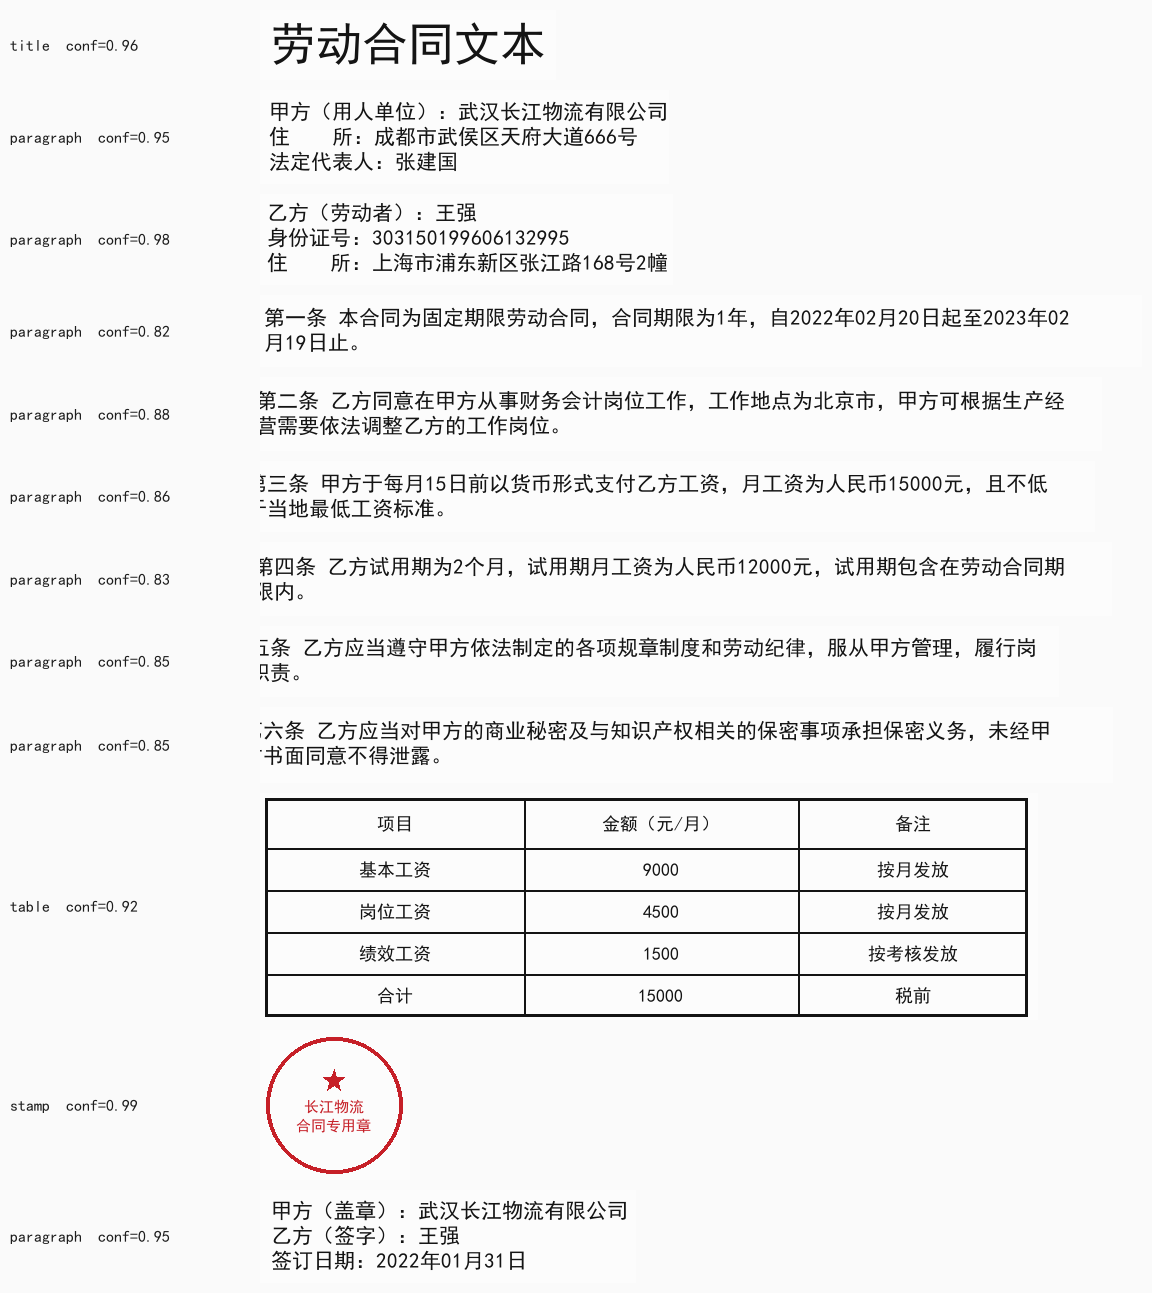 title conf=0.96
劳动合同文本
paragraph conf=0.95
甲方（用人单位）：武汉长江物流有限公司
住　　所：成都市武侯区天府大道666号
法定代表人：张建国
paragraph conf=0.98
乙方（劳动者）：王强
身份证号：303150199606132995
住　　所：上海市浦东新区张江路168号2幢
paragraph conf=0.82
第一条 本合同为固定期限劳动合同，合同期限为1年，自2022年02月20日起至2023年02
月19日止。
paragraph conf=0.88
第二条 乙方同意在甲方从事财务会计岗位工作，工作地点为北京市，甲方可根据生产经
营需要依法调整乙方的工作岗位。
paragraph conf=0.86
第三条 甲方于每月15日前以货币形式支付乙方工资，月工资为人民币15000元，且不低
当地最低工资标准。
paragraph conf=0.83
第四条 乙方试用期为2个月，试用期月工资为人民币12000元，试用期包含在劳动合同期
限内。
paragraph conf=0.85
五条 乙方应当遵守甲方依法制定的各项规章制度和劳动纪律，服从甲方管理，履行岗
责。
paragraph conf=0.85
六条 乙方应当对甲方的商业秘密及与知识产权相关的保密事项承担保密义务，未经甲
书面同意不得泄露。
table conf=0.92
项目 金额（元/月） 备注
基本工资 9000 按月发放
岗位工资 4500 按月发放
绩效工资 1500 按考核发放
合计 15000 税前
stamp conf=0.99
长江物流
合同专用章
paragraph conf=0.95
甲方（盖章）：武汉长江物流有限公司
乙方（签字）：王强
签订日期：2022年01月31日